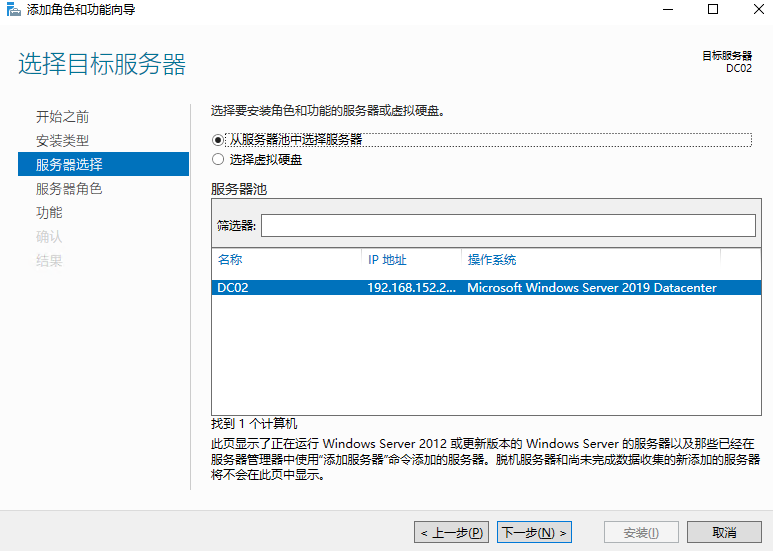 添加角色和功能向导
选择目标服务器
目标服务器
DC02
开始之前
安装类型
服务器选择
服务器角色
功能
确认
结果
选择要安装角色和功能的服务器或虚拟硬盘。
从服务器池中选择服务器
选择虚拟硬盘
服务器池
筛选器:
名称 IP 地址 操作系统
DC02 192.168.152.2... Microsoft Windows Server 2019 Datacenter
找到 1 个计算机
此页显示了正在运行 Windows Server 2012 或更新版本的 Windows Server 的服务器以及那些已经在
服务器管理器中使用"添加服务器"命令添加的服务器。脱机服务器和尚未完成数据收集的新添加的服务器
将不会在此页中显示。
< 上一步(P) 下一步(N) > 安装(I) 取消